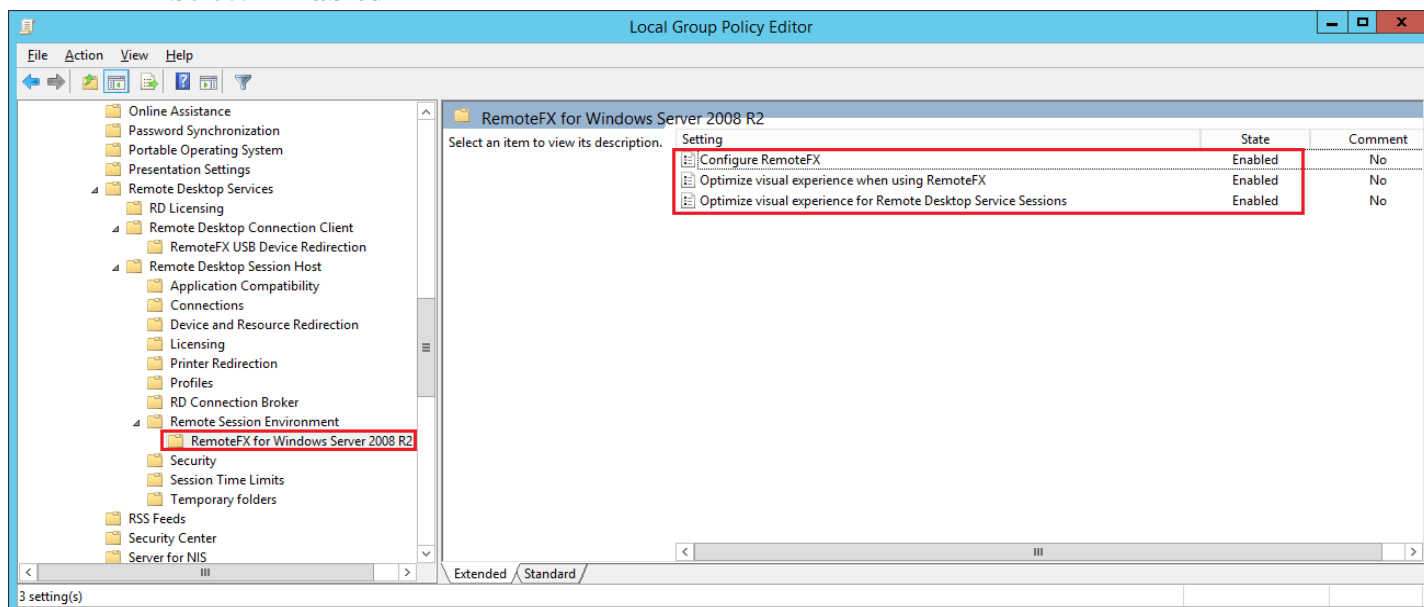 Local Group Policy Editor
File Action View Help
Online Assistance
Password Synchronization
Portable Operating System
Presentation Settings
Remote Desktop Services
RD Licensing
Remote Desktop Connection Client
RemoteFX USB Device Redirection
Remote Desktop Session Host
Application Compatibility
Connections
Device and Resource Redirection
Licensing
Printer Redirection
Profiles
RD Connection Broker
Remote Session Environment
RemoteFX for Windows Server 2008 R2
Security
Session Time Limits
Temporary folders
RSS Feeds
Security Center
Server for NIS
RemoteFX for Windows Server 2008 R2
Select an item to view its description.
Setting State Comment
Configure RemoteFX Enabled No
Optimize visual experience when using RemoteFX Enabled No
Optimize visual experience for Remote Desktop Service Sessions Enabled No
Extended Standard
3 setting(s)